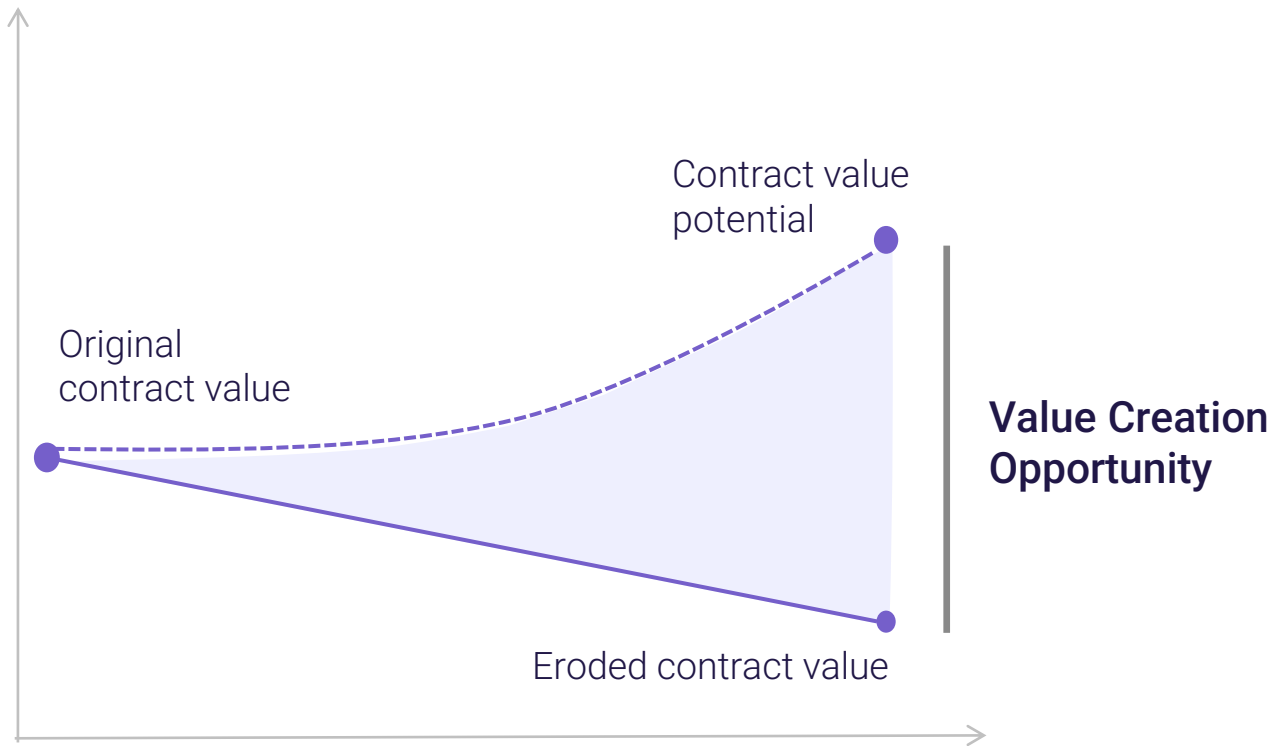 Contract value
potential
Original
contract value
Value Creation
Opportunity
Eroded contract value